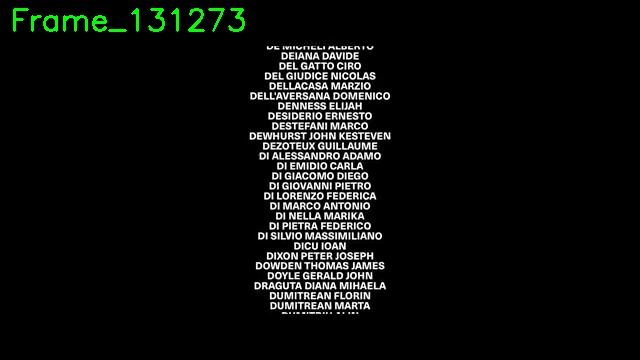 Frame_131273
DE MICHELI ALBERTO
DEIANA DAVIDE
DEL GATTO CIRO
DEL GIUDICE NICOLAS
DELLACASA MARZIO
DELL'AVERSANA DOMENICO
DENNESS ELIJAH
DESIDERIO ERNESTO
DESTEFANI MARCO
DEWHURST JOHN KESTEVEN
DEZOTEUX GUILLAUME
DI ALESSANDRO ADAMO
DI EMIDIO CARLA
DI GIACOMO DIEGO
DI GIOVANNI PIETRO
DI LORENZO FEDERICA
DI MARCO ANTONIO
DI NELLA MARIKA
DI PIETRA FEDERICO
DI SILVIO MASSIMILIANO
DICU IOAN
DIXON PETER JOSEPH
DOWDEN THOMAS JAMES
DOYLE GERALD JOHN
DRAGUTA DIANA MIHAELA
DUMITREAN FLORIN
DUMITREAN MARTA